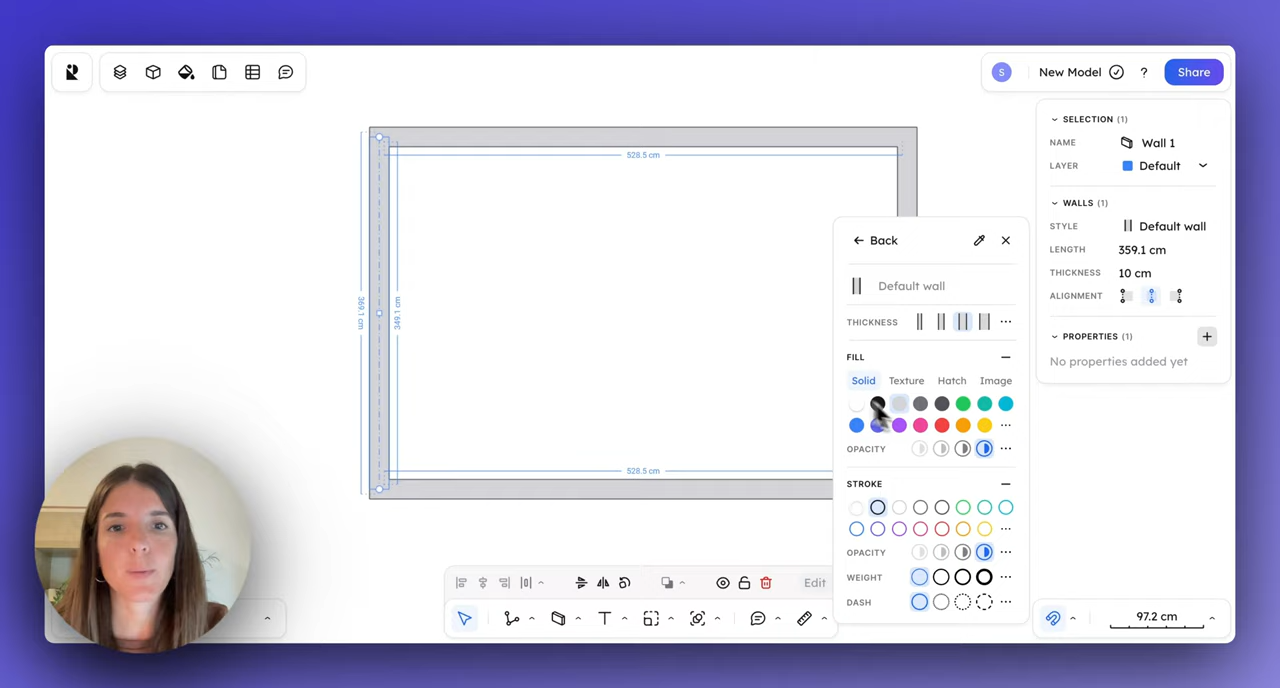 S
New Model
?
Share
SELECTION (1)
NAME
Wall 1
LAYER
Default
WALLS (1)
STYLE
Default wall
LENGTH
359.1 cm
THICKNESS
10 cm
ALIGNMENT
PROPERTIES (1)
No properties added yet
528.5 cm
369.1 cm
349.1 cm
528.5 cm
Back
Default wall
THICKNESS
FILL
Solid Texture Hatch Image
OPACITY
STROKE
OPACITY
WEIGHT
DASH
Edit
97.2 cm